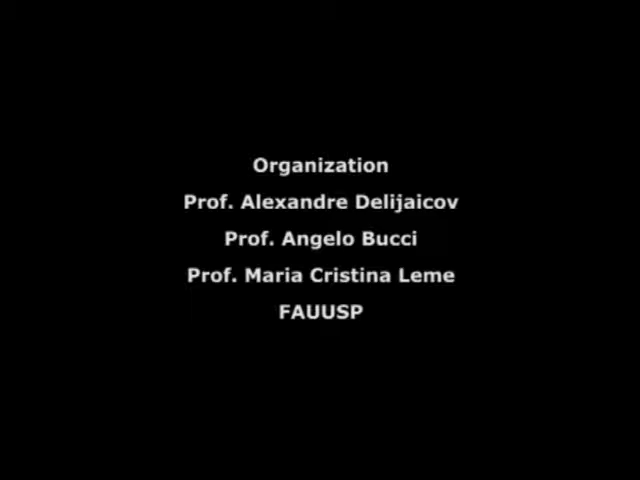 Organization
Prof. Alexandre Delijaicov
Prof. Angelo Bucci
Prof. Maria Cristina Leme
FAUUSP